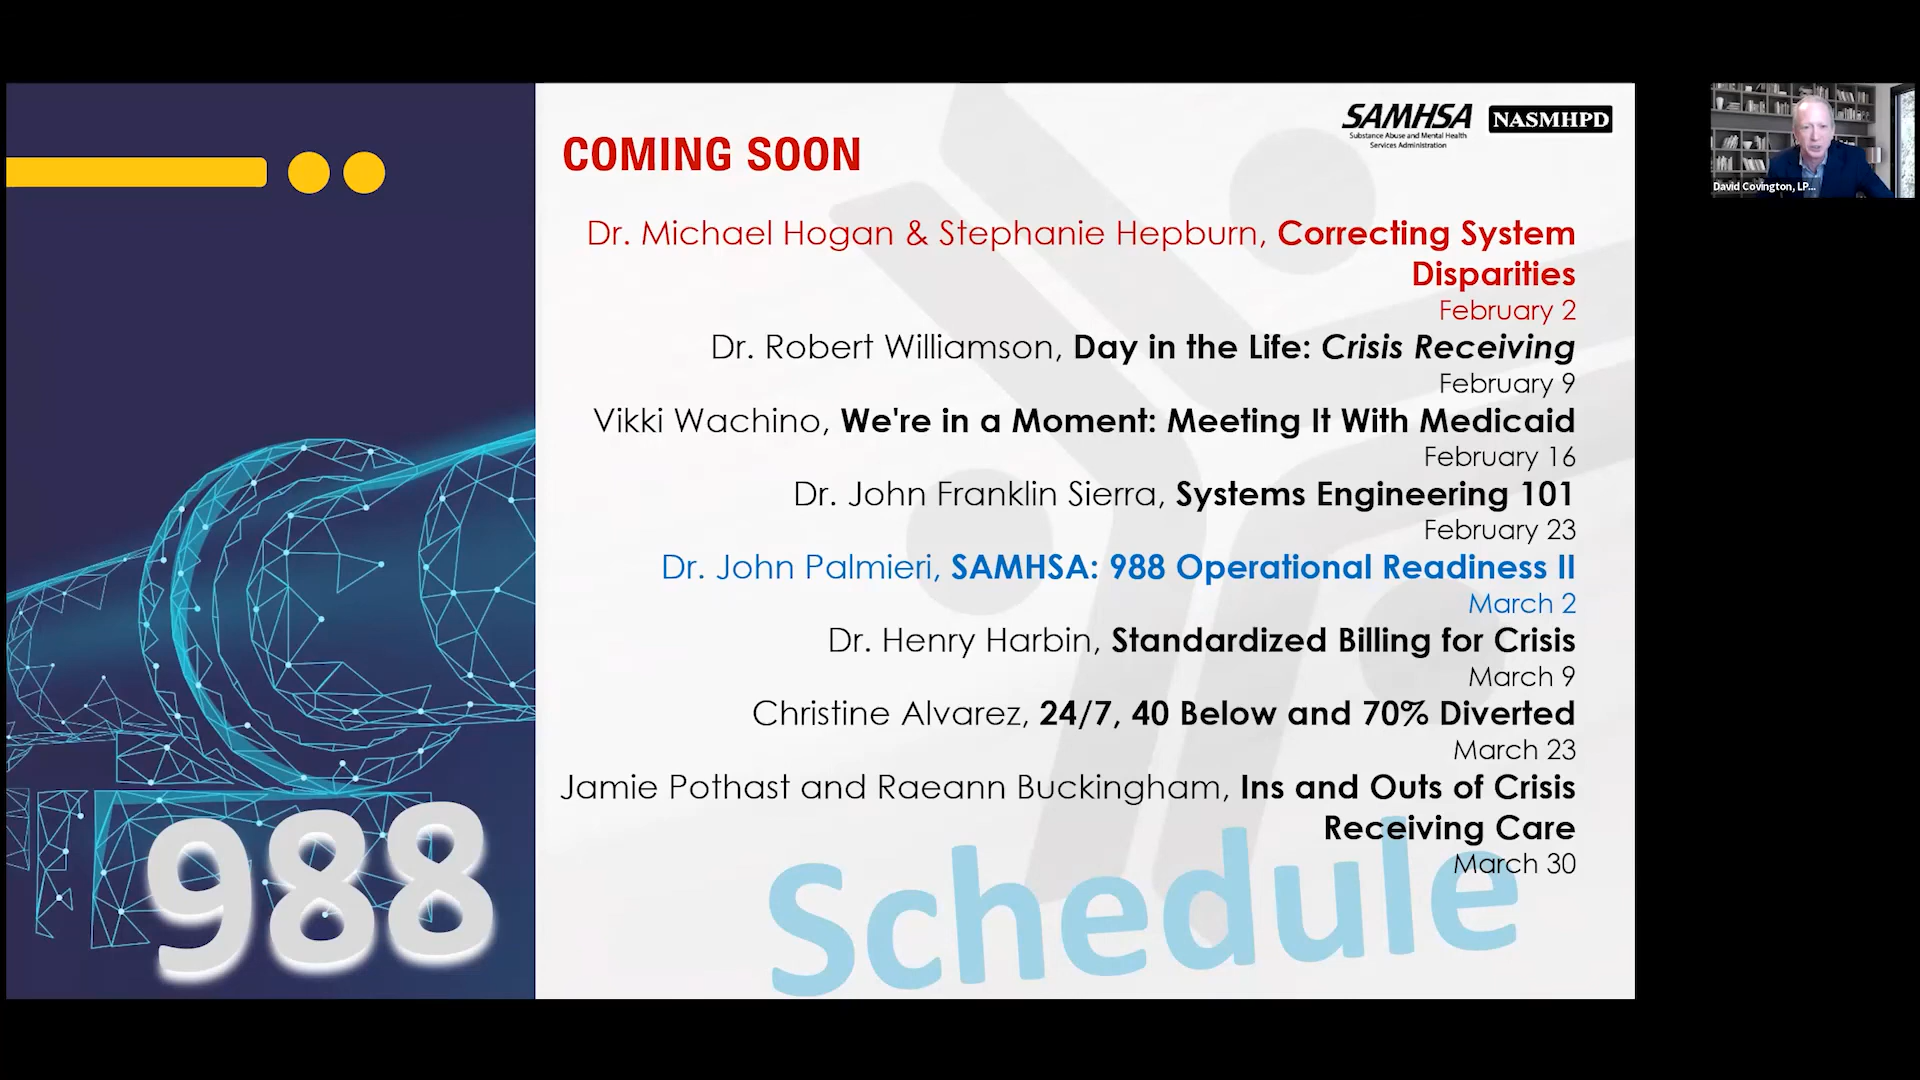 SAMHSA
Substance Abuse and Mental Health
Services Administration
NASMHPD
David Covington, LP...
COMING SOON
Dr. Michael Hogan & Stephanie Hepburn, Correcting System
Disparities
February 2
Dr. Robert Williamson, Day in the Life: Crisis Receiving
February 9
Vikki Wachino, We're in a Moment: Meeting It With Medicaid
February 16
Dr. John Franklin Sierra, Systems Engineering 101
February 23
Dr. John Palmieri, SAMHSA: 988 Operational Readiness II
March 2
Dr. Henry Harbin, Standardized Billing for Crisis
March 9
Christine Alvarez, 24/7, 40 Below and 70% Diverted
March 23
Jamie Pothast and Raeann Buckingham, Ins and Outs of Crisis
Receiving Care
March 30
988
Schedule